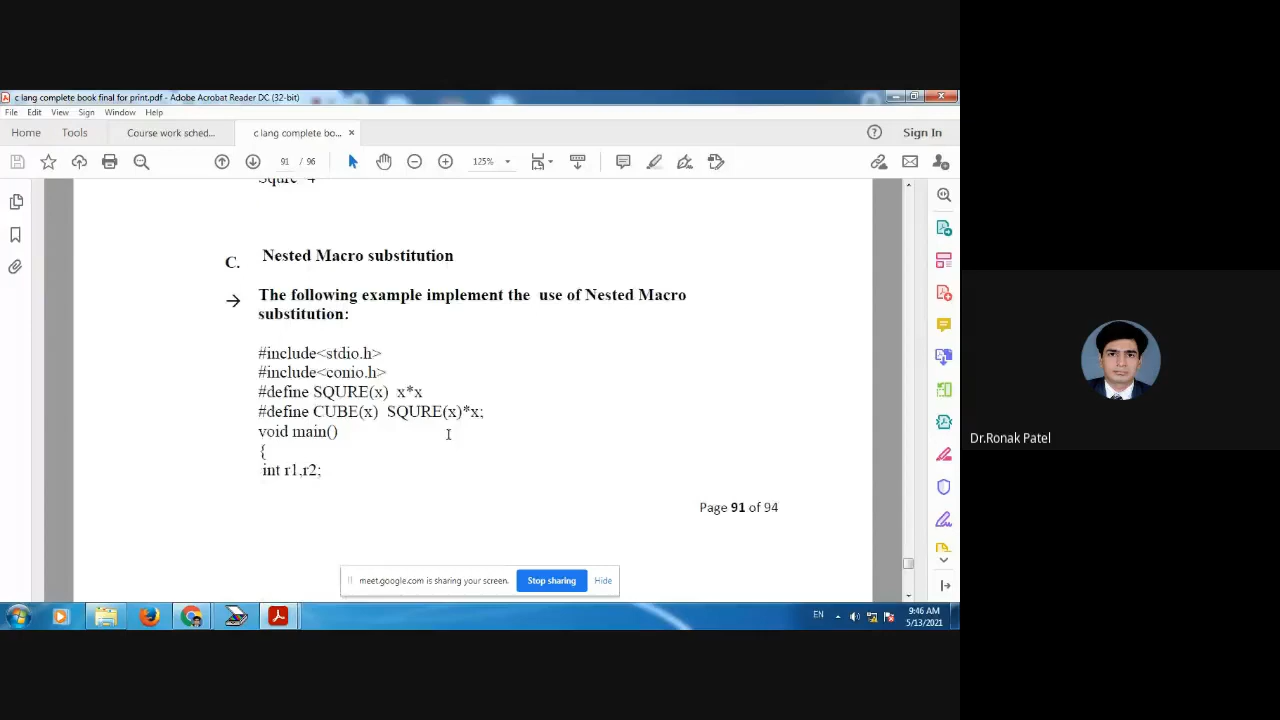 c lang complete book final for print.pdf - Adobe Acrobat Reader DC (32-bit)
File Edit View Sign Window Help
Home Tools Course work sched... c lang complete bo... × Sign In
91 / 96 125%
Squre 4
C. Nested Macro substitution
→ The following example implement the use of Nested Macro
substitution:
#include<stdio.h>
#include<conio.h>
#define SQURE(x) x*x
#define CUBE(x) SQURE(x)*x;
void main()
{
int r1,r2;
Page 91 of 94
meet.google.com is sharing your screen. Stop sharing Hide
EN 9:46 AM
5/13/2021
Dr.Ronak Patel